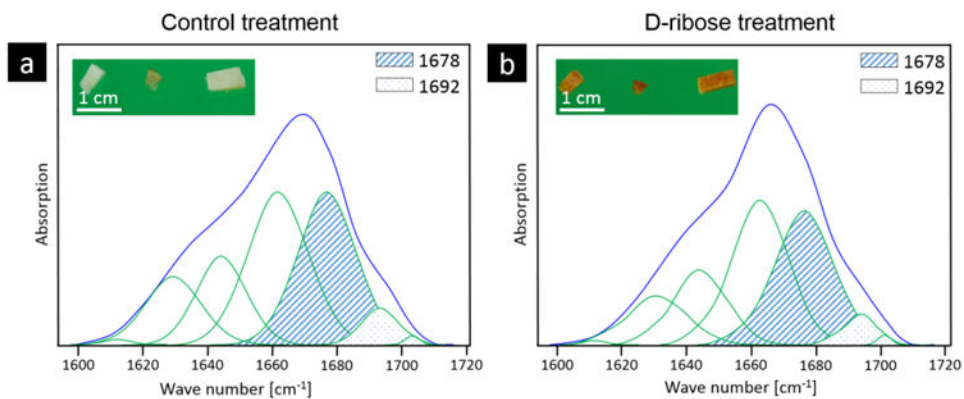 Control treatment
a
1 cm
1678
1692
Absorption
1600 1620 1640 1660 1680 1700 1720
Wave number [cm⁻¹]
D-ribose treatment
b
1 cm
1678
1692
Absorption
1600 1620 1640 1660 1680 1700 1720
Wave number [cm⁻¹]